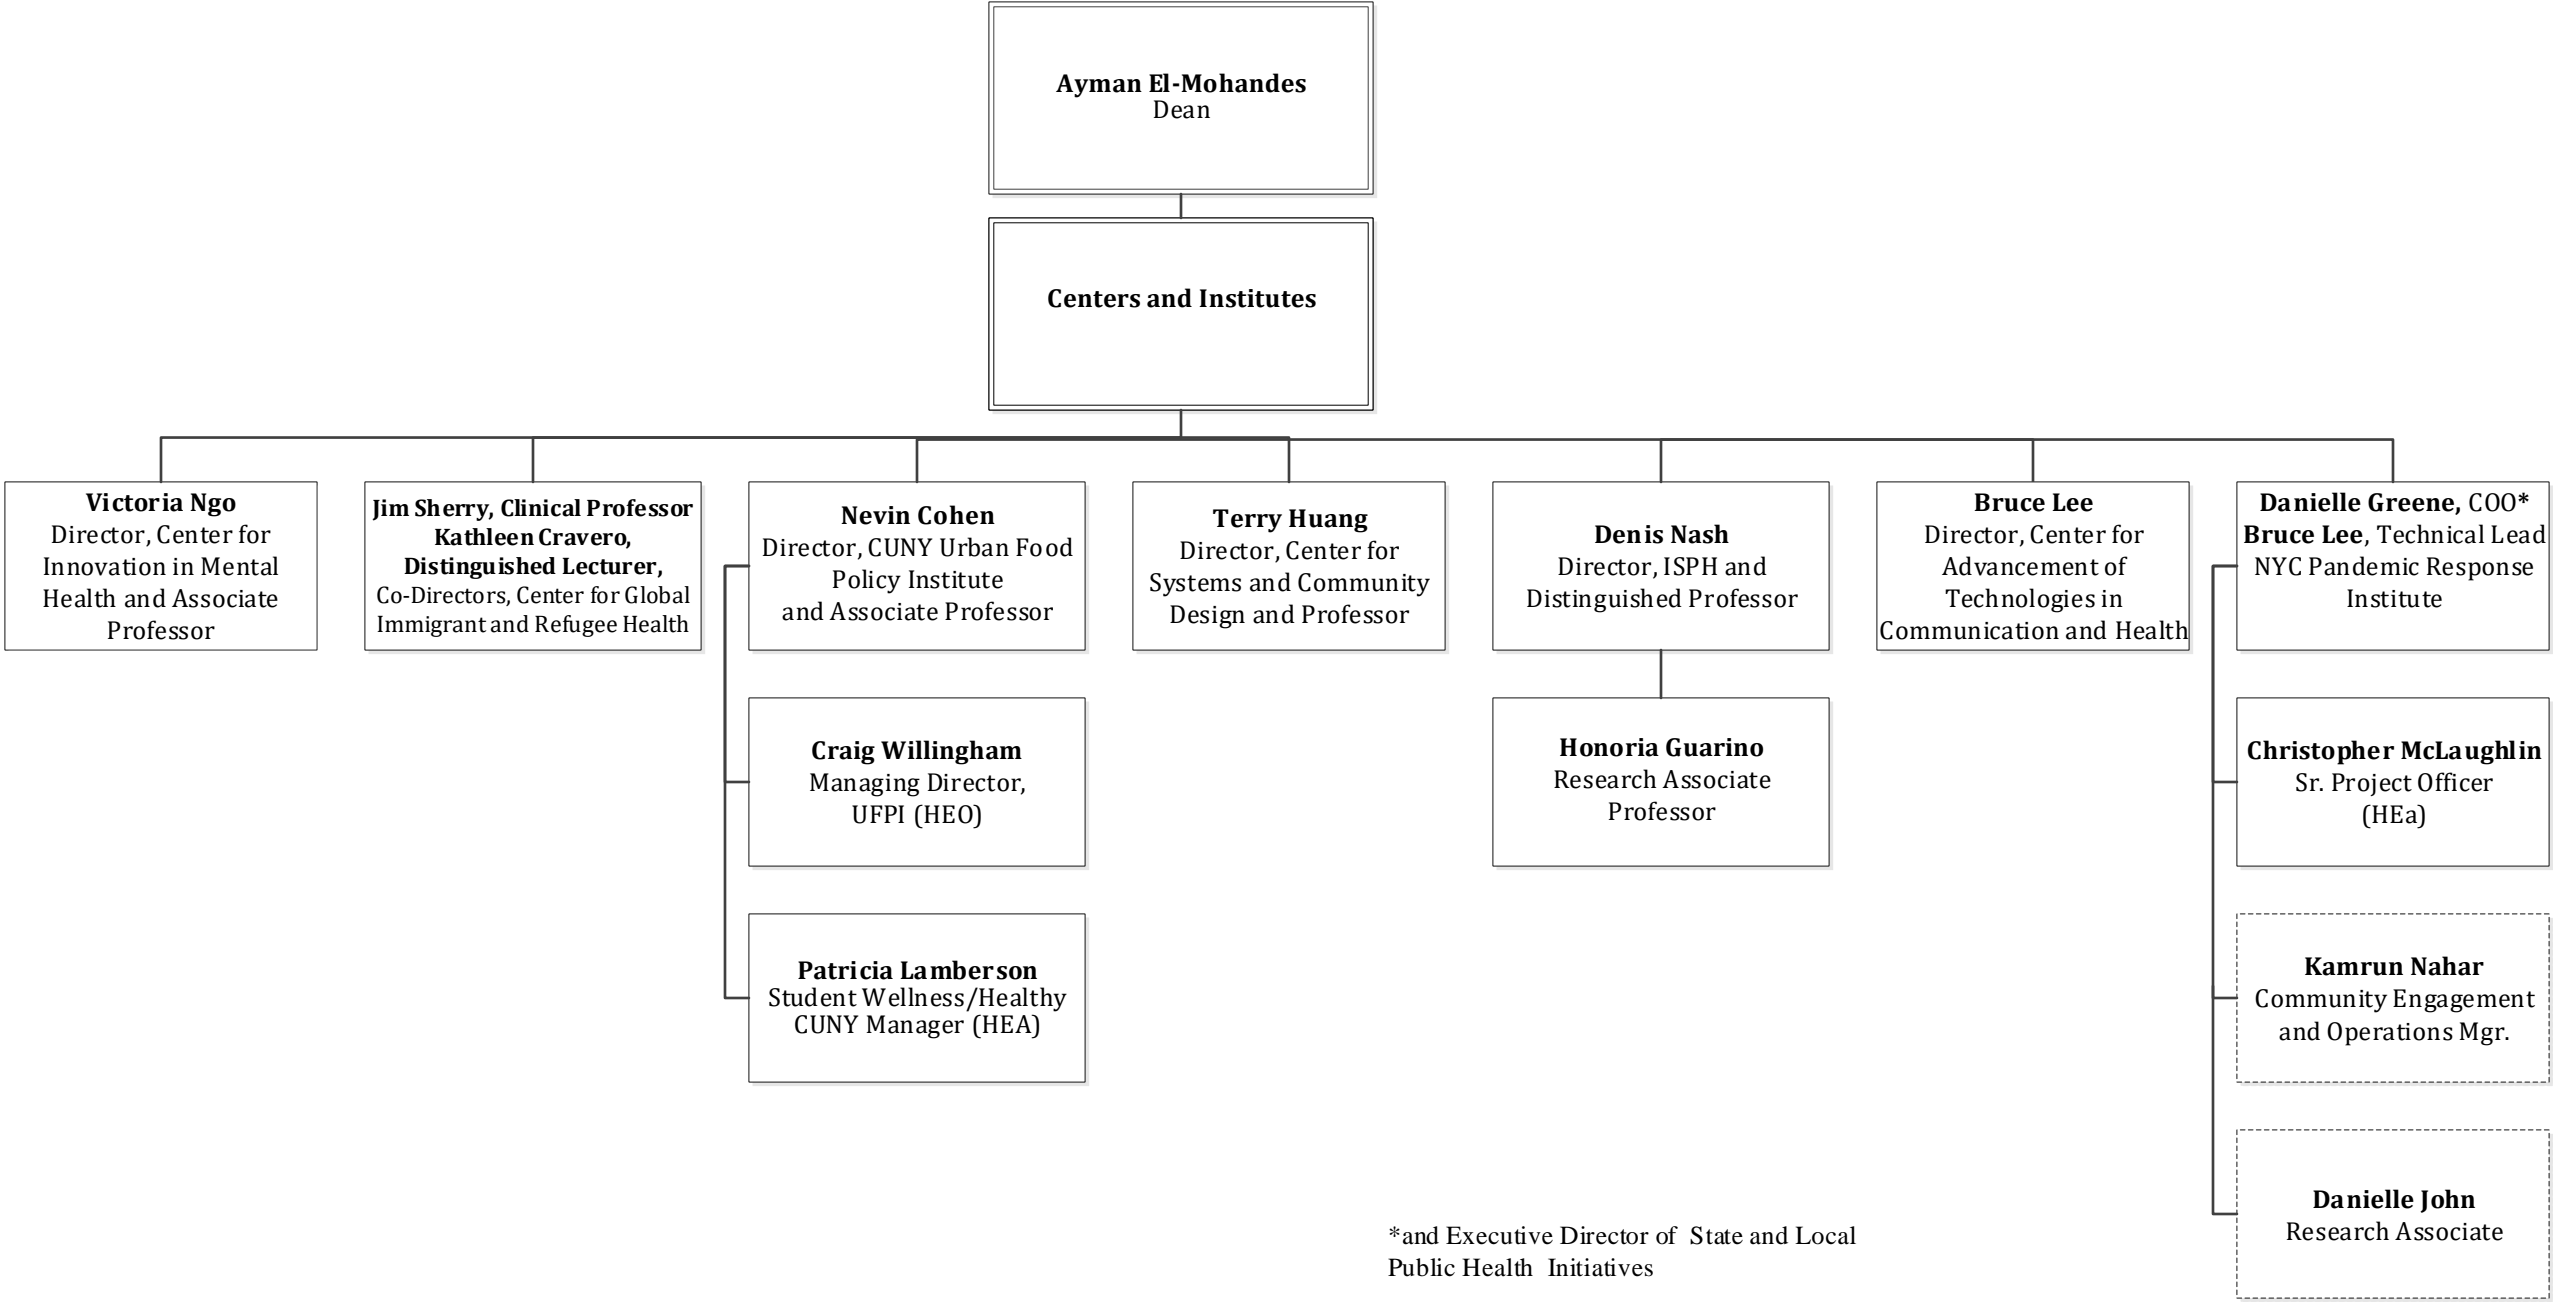 Ayman El-Mohandes
Dean
Centers and Institutes
Victoria Ngo
Director, Center for
Innovation in Mental
Health and Associate
Professor
Jim Sherry, Clinical Professor
Kathleen Cravero,
Distinguished Lecturer,
Co-Directors, Center for Global
Immigrant and Refugee Health
Nevin Cohen
Director, CUNY Urban Food
Policy Institute
and Associate Professor
Terry Huang
Director, Center for
Systems and Community
Design and Professor
Denis Nash
Director, ISPH and
Distinguished Professor
Bruce Lee
Director, Center for
Advancement of
Technologies in
Communication and Health
Danielle Greene, COO*
Bruce Lee, Technical Lead
NYC Pandemic Response
Institute
Craig Willingham
Managing Director,
UFPI (HEO)
Honoria Guarino
Research Associate
Professor
Christopher McLaughlin
Sr. Project Officer
(HEa)
Patricia Lamberson
Student Wellness/Healthy
CUNY Manager (HEA)
Kamrun Nahar
Community Engagement
and Operations Mgr.
Danielle John
Research Associate
*and Executive Director of State and Local
Public Health Initiatives